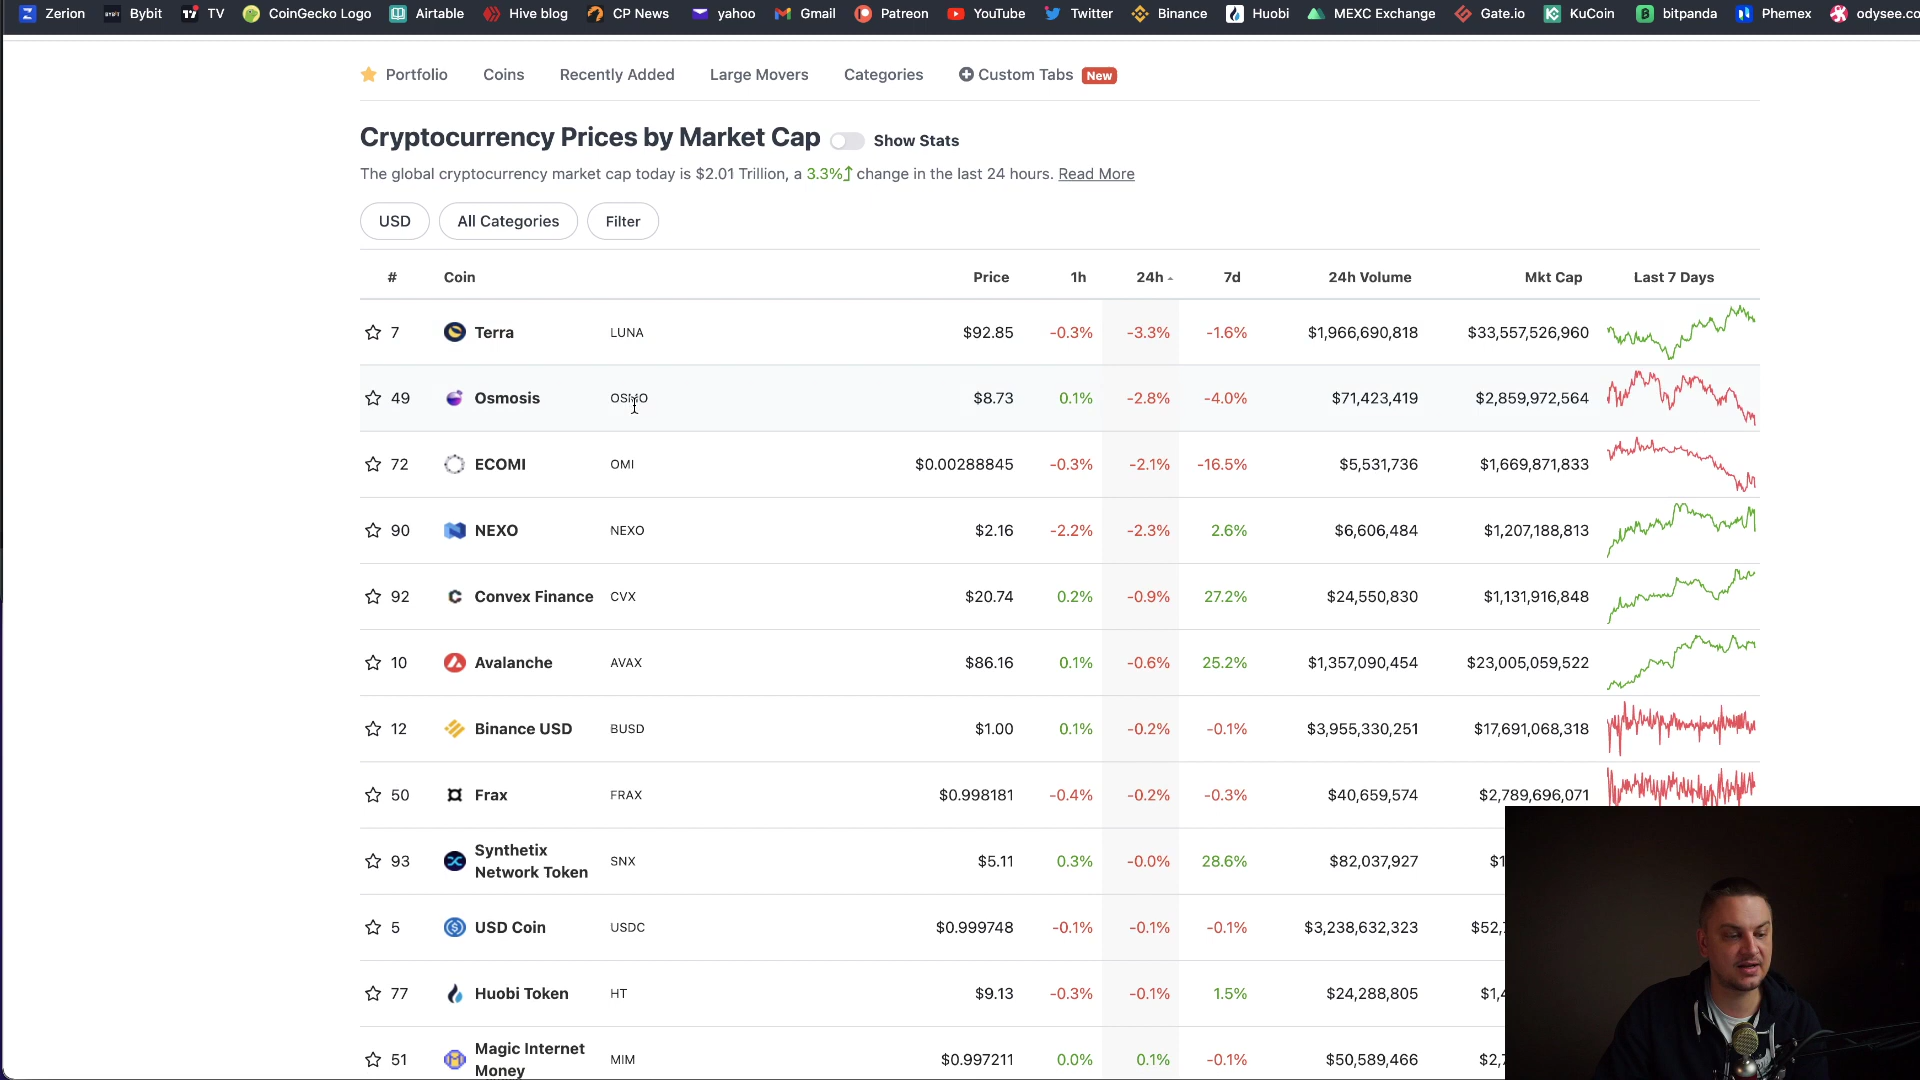 Zerion Bybit TV CoinGecko Logo Airtable Hive blog CP News yahoo Gmail Patreon YouTube Twitter Binance Huobi MEXC Exchange Gate.io KuCoin bitpanda Phemex odysee.co
Portfolio Coins Recently Added Large Movers Categories Custom Tabs New
Cryptocurrency Prices by Market Cap Show Stats
The global cryptocurrency market cap today is $2.01 Trillion, a 3.3% change in the last 24 hours. Read More
USD All Categories Filter
# Coin Price 1h 24h 7d 24h Volume Mkt Cap Last 7 Days
7 Terra LUNA $92.85 -0.3% -3.3% -1.6% $1,966,690,818 $33,557,526,960
49 Osmosis OSMO $8.73 0.1% -2.8% -4.0% $71,423,419 $2,859,972,564
72 ECOMI OMI $0.00288845 -0.3% -2.1% -16.5% $5,531,736 $1,669,871,833
90 NEXO NEXO $2.16 -2.2% -2.3% 2.6% $6,606,484 $1,207,188,813
92 Convex Finance CVX $20.74 0.2% -0.9% 27.2% $24,550,830 $1,131,916,848
10 Avalanche AVAX $86.16 0.1% -0.6% 25.2% $1,357,090,454 $23,005,059,522
12 Binance USD BUSD $1.00 0.1% -0.2% -0.1% $3,955,330,251 $17,691,068,318
50 Frax FRAX $0.998181 -0.4% -0.2% -0.3% $40,659,574 $2,789,696,071
Synthetix
93 Network Token SNX $5.11 0.3% -0.0% 28.6% $82,037,927 $1
5 USD Coin USDC $0.999748 -0.1% -0.1% -0.1% $3,238,632,323 $52,
77 Huobi Token HT $9.13 -0.3% -0.1% 1.5% $24,288,805 $1,4
Magic Internet
51 Money MIM $0.997211 0.0% 0.1% -0.1% $50,589,466 $2,7